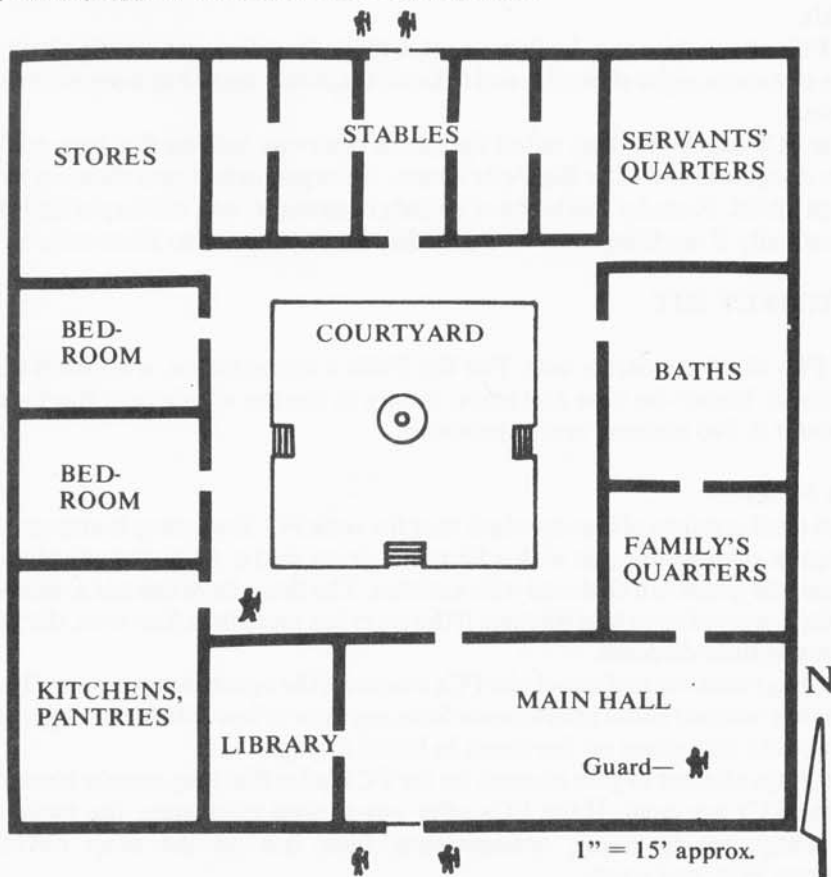 STORES
STABLES
SERVANTS'
QUARTERS
BED-
ROOM
COURTYARD
BATHS
BED-
ROOM
FAMILY'S
QUARTERS
KITCHENS,
PANTRIES
LIBRARY
MAIN HALL
N
Guard—
1" = 15' approx.